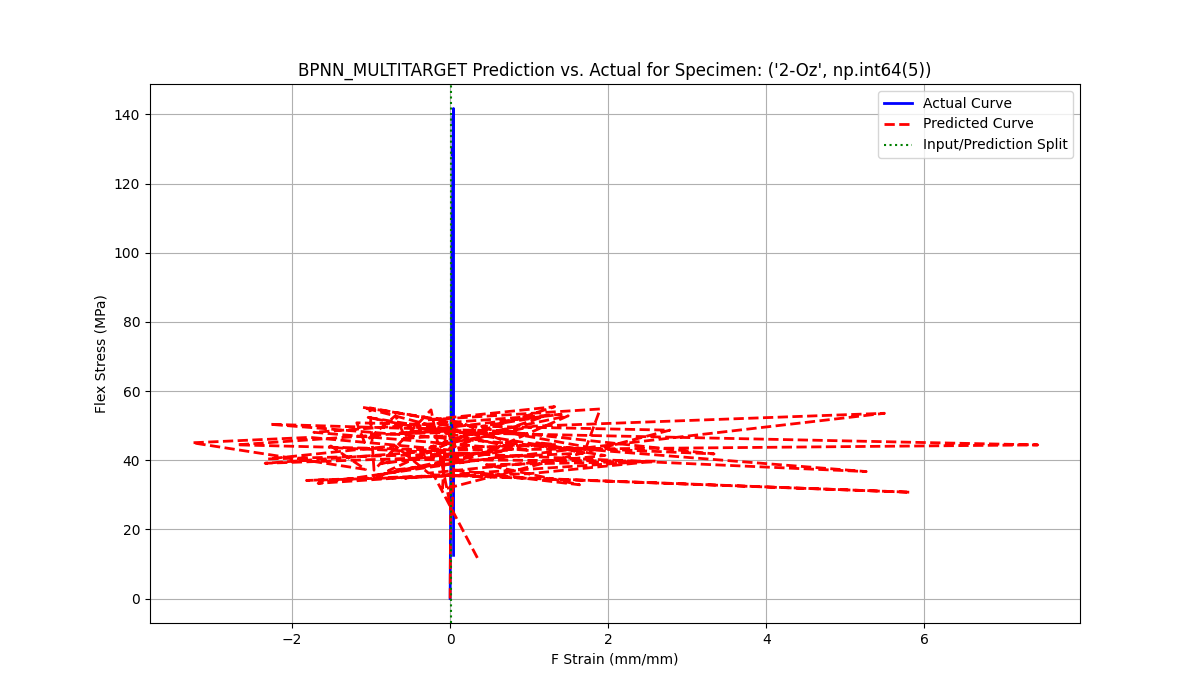 BPNN_MULTITARGET Prediction vs. Actual for Specimen: ('2-Oz', np.int64(5))
Actual Curve
Predicted Curve
Input/Prediction Split
Flex Stress (MPa)
140
120
100
80
60
40
20
0
−2
0
2
4
6
F Strain (mm/mm)